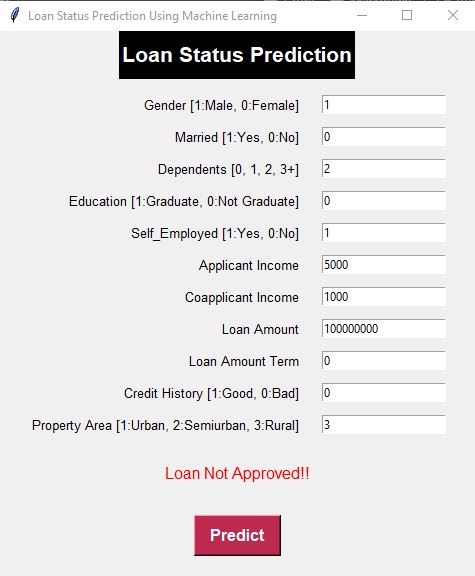 Loan Status Prediction Using Machine Learning
Loan Status Prediction
Gender [1:Male, 0:Female] 1
Married [1:Yes, 0:No] 0
Dependents [0, 1, 2, 3+] 2
Education [1:Graduate, 0:Not Graduate] 0
Self_Employed [1:Yes, 0:No] 1
Applicant Income 5000
Coapplicant Income 1000
Loan Amount 100000000
Loan Amount Term 0
Credit History [1:Good, 0:Bad] 0
Property Area [1:Urban, 2:Semiurban, 3:Rural] 3
Loan Not Approved!!
Predict